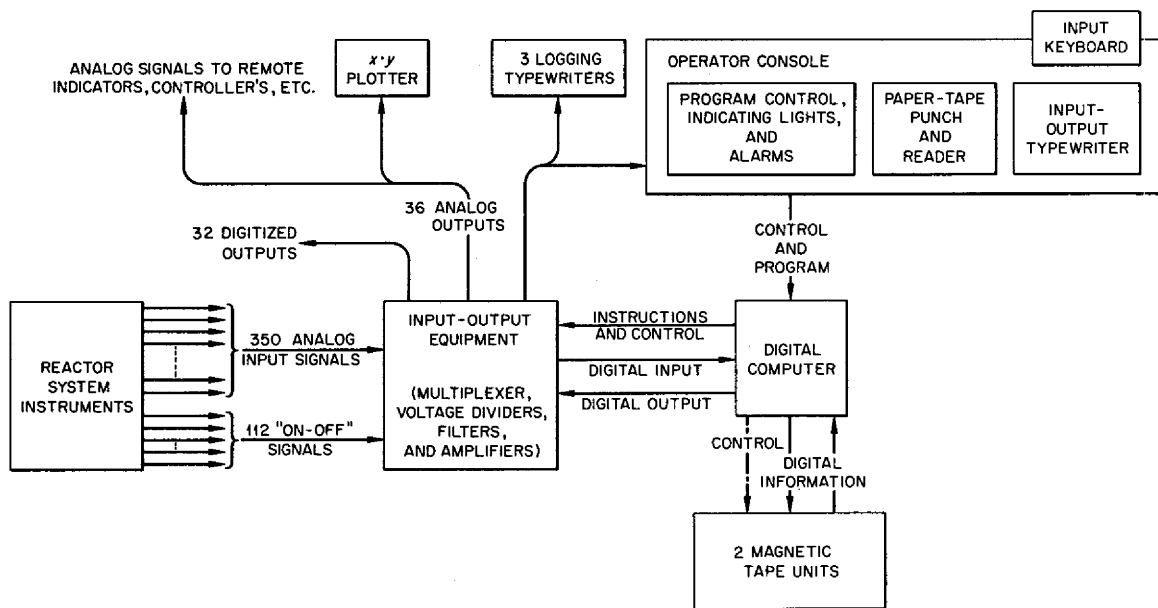 INPUT
KEYBOARD
OPERATOR CONSOLE
PROGRAM CONTROL,
INDICATING LIGHTS,
AND
ALARMS
PAPER-TAPE
PUNCH
AND
READER
INPUT-
OUTPUT
TYPEWRITER
3 LOGGING
TYPEWRITERS
x·y
PLOTTER
ANALOG SIGNALS TO REMOTE
INDICATORS, CONTROLLER'S, ETC.
36 ANALOG
OUTPUTS
32 DIGITIZED
OUTPUTS
CONTROL
AND
PROGRAM
REACTOR
SYSTEM
INSTRUMENTS
350 ANALOG
INPUT SIGNALS
112 "ON-OFF"
SIGNALS
INPUT-OUTPUT
EQUIPMENT
(MULTIPLEXER,
VOLTAGE DIVIDERS,
FILTERS,
AND AMPLIFIERS)
INSTRUCTIONS
AND CONTROL
DIGITAL INPUT
DIGITAL OUTPUT
DIGITAL
COMPUTER
CONTROL
DIGITAL
INFORMATION
2 MAGNETIC
TAPE UNITS